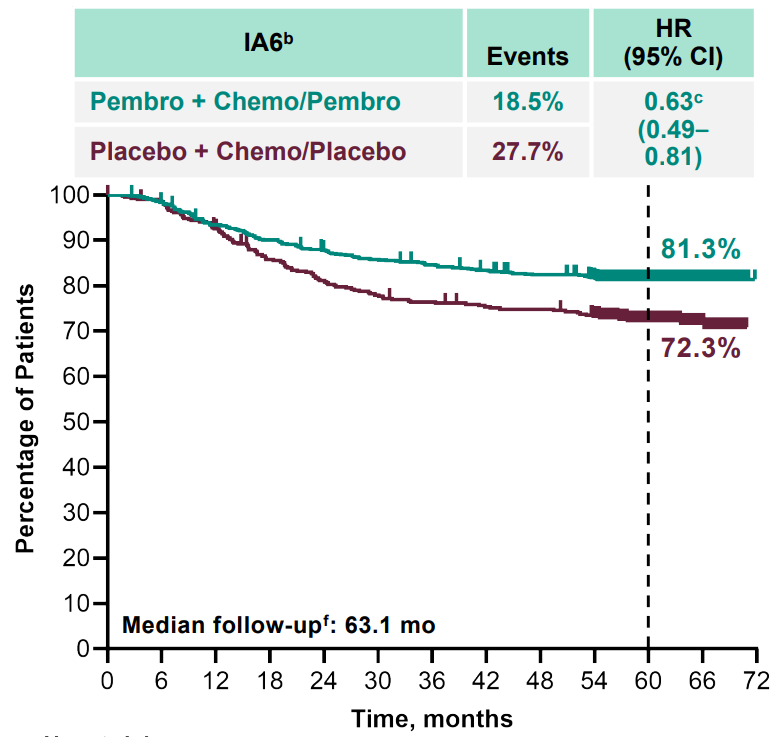 IA6ᵇ Events HR (95% CI)
Pembro + Chemo/Pembro 18.5% 0.63ᶜ (0.49–0.81)
Placebo + Chemo/Placebo 27.7%
100
90
80
70
60
50
40
30
20
10
0
Percentage of Patients
81.3%
72.3%
Median follow-upᶠ: 63.1 mo
0 6 12 18 24 30 36 42 48 54 60 66 72
Time, months